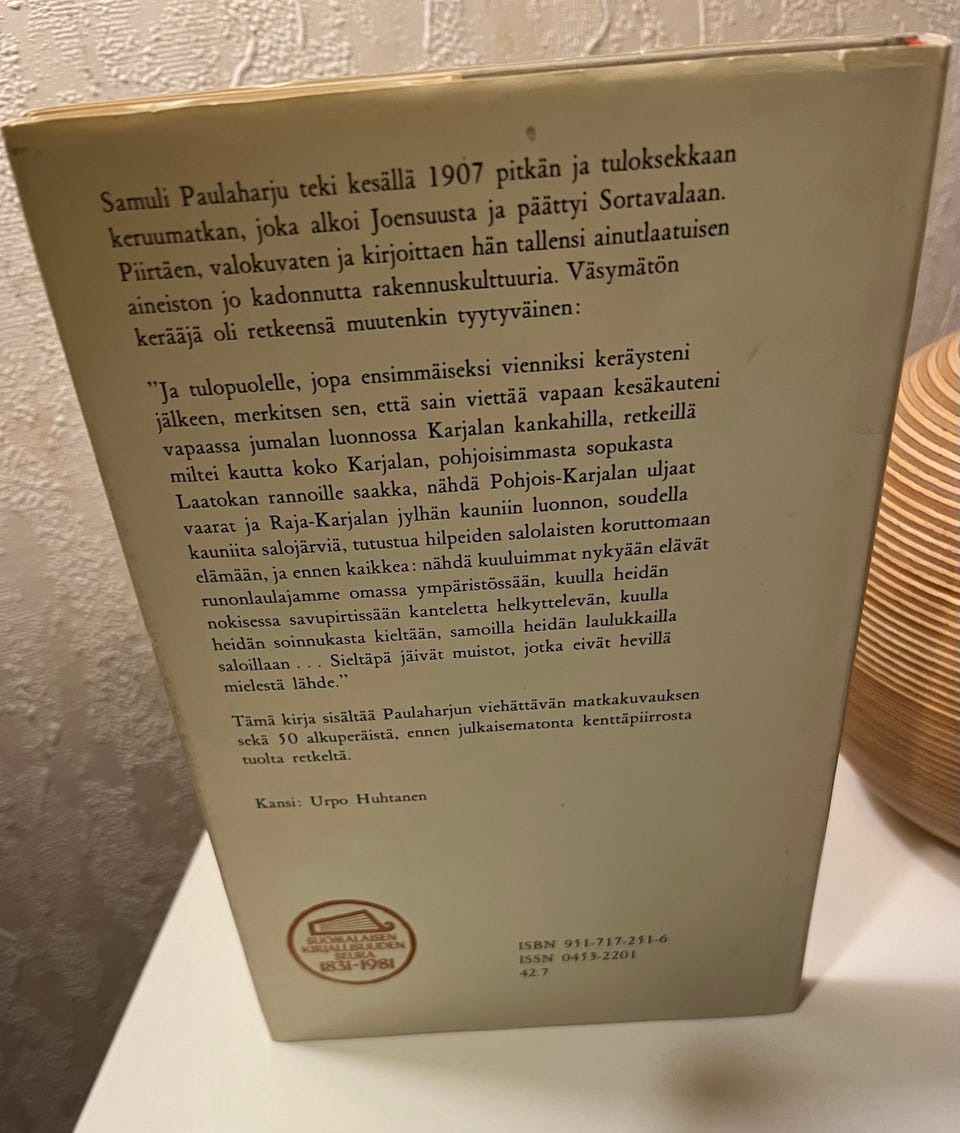 Samuli Paulaharju teki kesällä 1907 pitkän ja tuloksekkaan
keruumatkan, joka alkoi Joensuusta ja päättyi Sortavalaan.
Piirtäen, valokuvaten ja kirjoittaen hän tallensi ainutlaatuisen
aineiston jo kadonnutta rakennuskulttuuria. Väsymätön
kerääjä oli retkeensä muutenkin tyytyväinen:
”Ja tulopuolelle, jopa ensimmäiseksi vienniksi keräysteni
jälkeen, merkitsen sen, että sain viettää vapaan kesäkauteni
vapaassa jumalan luonnossa Karjalan kankahilla, retkeillä
miltei kautta koko Karjalan, pohjoisimmasta sopukasta
Laatokan rannoille saakka, nähdä Pohjois-Karjalan uljaat
vaarat ja Raja-Karjalan jylhän kauniin luonnon, soudella
kauniita salojärviä, tutustua hilpeiden salolaisten koruttomaan
elämään, ja ennen kaikkea: nähdä kuuluimmat nykyään elävät
runonlaulajamme omassa ympäristössään, kuulla heidän
nokisessa savupirtissään kanteletta helkyttelevän, kuulla
heidän soinnukasta kieltään, samoilla heidän laulukkailla
saloillaan . . . Sieltäpä jäivät muistot, jotka eivät hevillä
mielestä lähde.”
Tämä kirja sisältää Paulaharjun viehättävän matkakuvauksen
sekä 50 alkuperäistä, ennen julkaisematonta kenttäpiirrosta
tuolta retkeltä.
Kansi: Urpo Huhtanen
SUOMALAISEN
KIRJALLISUUDEN
SEURA
1831-1981
ISBN 951-717-251-6
ISSN 0453-2201
42.7